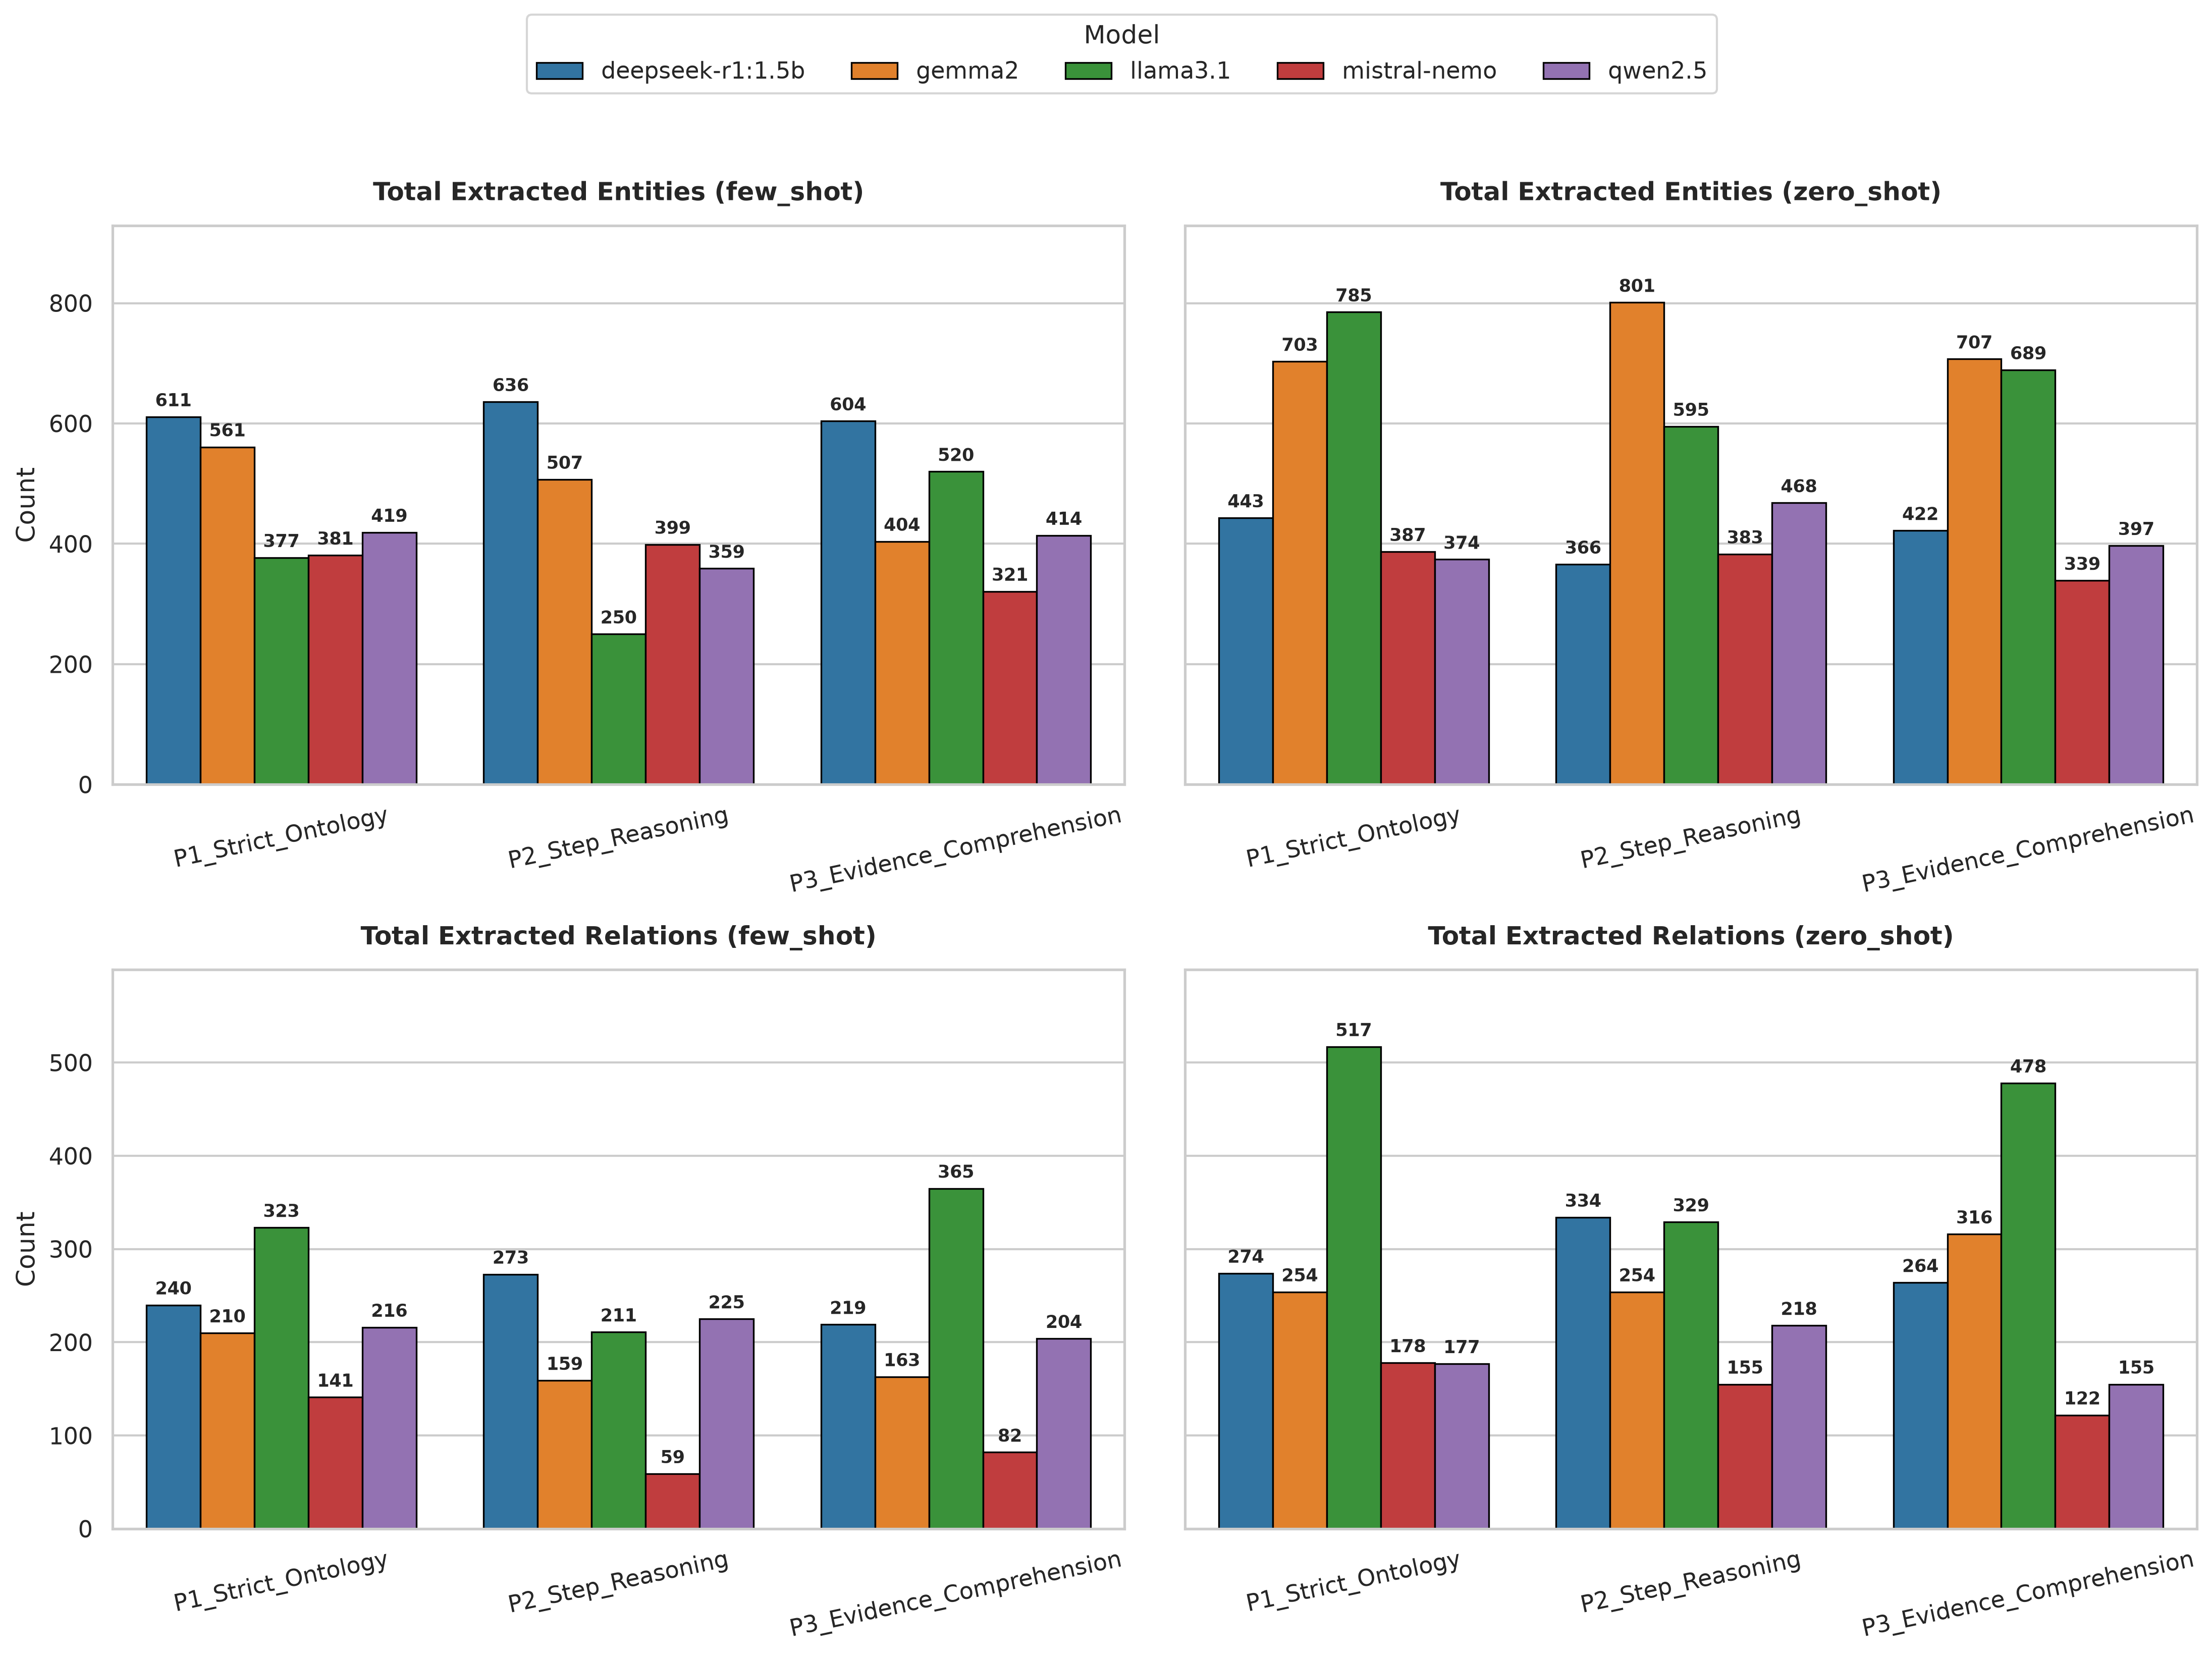 Model
deepseek-r1:1.5b gemma2 llama3.1 mistral-nemo qwen2.5
Total Extracted Entities (few_shot)
Count
800
600
400
200
0
611 561 377 381 419
636 507 250 399 359
604 404 520 321 414
P1_Strict_Ontology P2_Step_Reasoning P3_Evidence_Comprehension
Total Extracted Entities (zero_shot)
443 703 785 387 374
366 801 595 383 468
422 707 689 339 397
P1_Strict_Ontology P2_Step_Reasoning P3_Evidence_Comprehension
Total Extracted Relations (few_shot)
Count
500
400
300
200
100
0
240 210 323 141 216
273 159 211 59 225
219 163 365 82 204
P1_Strict_Ontology P2_Step_Reasoning P3_Evidence_Comprehension
Total Extracted Relations (zero_shot)
274 254 517 178 177
334 254 329 155 218
264 316 478 122 155
P1_Strict_Ontology P2_Step_Reasoning P3_Evidence_Comprehension